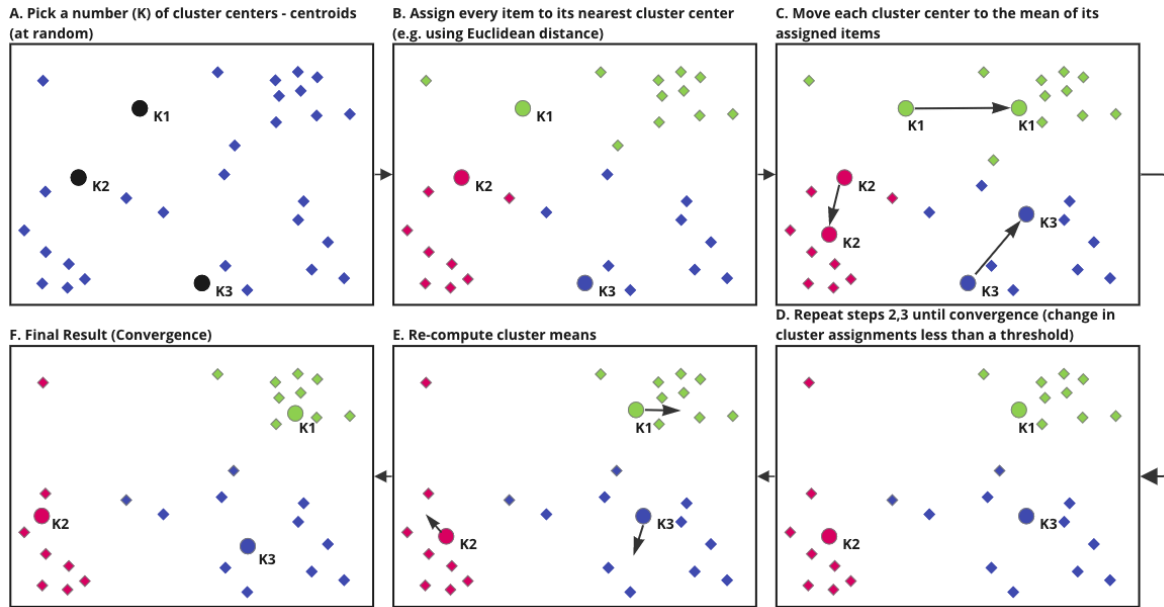 A. Pick a number (K) of cluster centers - centroids
(at random)
K1
K2
K3
B. Assign every item to its nearest cluster center
(e.g. using Euclidean distance)
K1
K2
K3
C. Move each cluster center to the mean of its
assigned items
K1
K1
K2
K2
K3
K3
D. Repeat steps 2,3 until convergence (change in
cluster assignments less than a threshold)
K1
K2
K3
E. Re-compute cluster means
K1
K2
K3
F. Final Result (Convergence)
K1
K2
K3